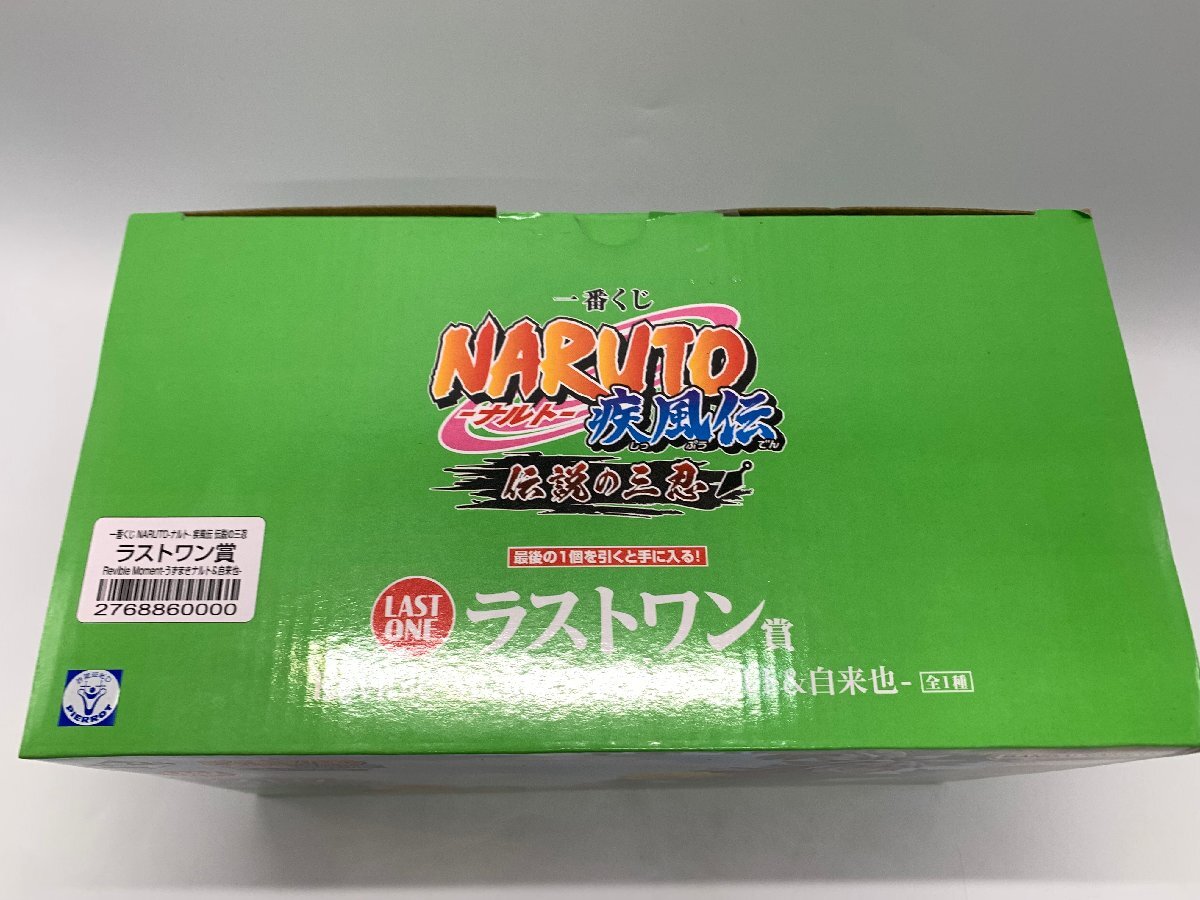 一番くじ
NARUTO
-ナルト-
疾風伝
しっ ぷう でん
伝説の三忍
最後の1個を引くと手に入る!
LAST ONE
ラストワン賞
&自来也- 全1種
一番くじ NARUTO-ナルト- 疾風伝 伝説の三忍
ラストワン賞
Revible Moment-うずまきナルト&自来也-
2768860000
PIERROT